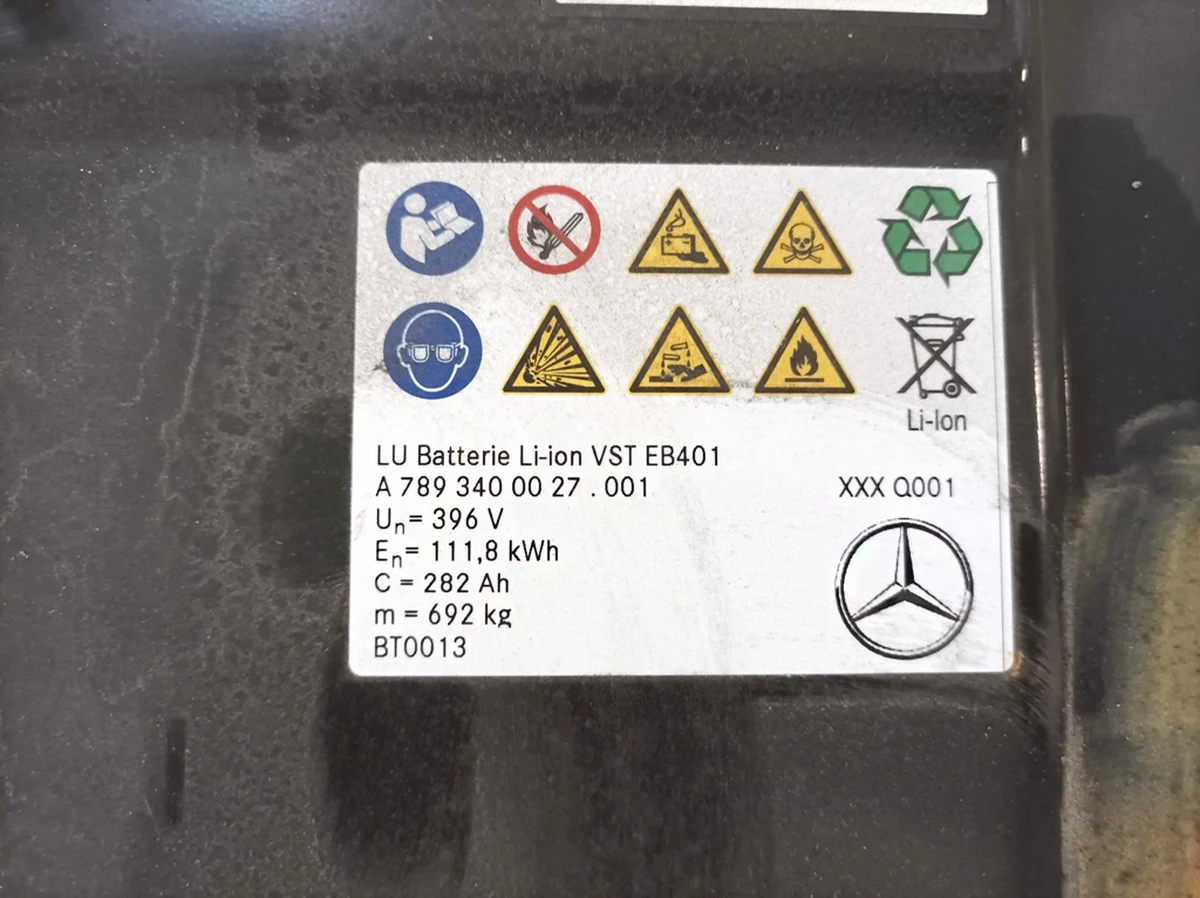 Li-Ion
LU Batterie Li-ion VST EB401
A 789 340 00 27 . 001 XXX Q001
Un= 396 V
En= 111,8 kWh
C = 282 Ah
m = 692 kg
BT0013